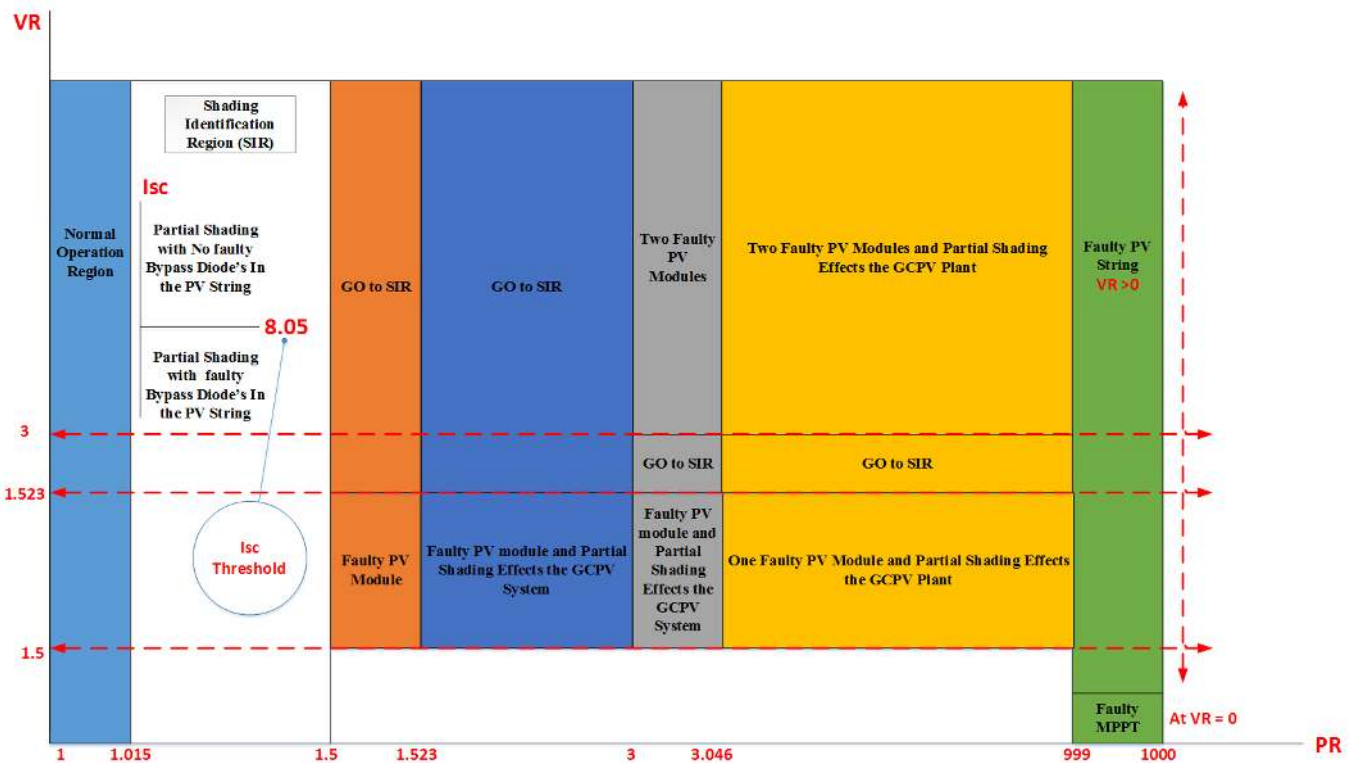 VR
Shading
Identification
Region (SIR)
Isc
Normal
Operation
Region
Partial Shading
with No faulty
Bypass Diode's In
the PV String
8.05
Partial Shading
with faulty
Bypass Diode's In
the PV String
GO to SIR
GO to SIR
Two Faulty
PV
Modules
Two Faulty PV Modules and Partial Shading
Effects the GCPV Plant
Faulty PV
String
VR >0
3
GO to SIR
GO to SIR
1.523
Isc
Threshold
Faulty PV
Module
Faulty PV module and Partial
Shading Effects the GCPV
System
Faulty PV
module and
Partial
Shading
Effects the
GCPV
System
One Faulty PV Module and Partial Shading Effects
the GCPV Plant
1.5
Faulty
MPPT
At VR = 0
1
1.015
1.5
1.523
3
3.046
999
1000
PR